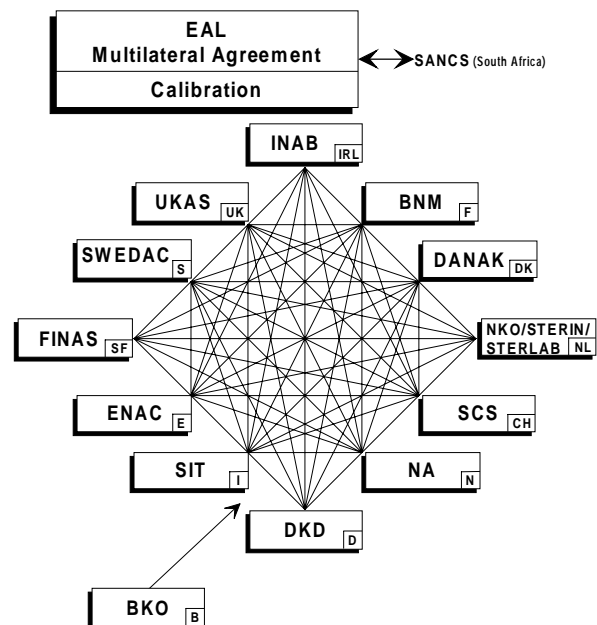 EAL
Multilateral Agreement
Calibration
SANCS (South Africa)
INAB
IRL
UKAS
UK
BNM
F
SWEDAC
S
DANAK
DK
FINAS
SF
NKO/STERIN/
STERLAB
NL
ENAC
E
SCS
CH
SIT
I
NA
N
DKD
D
BKO
B